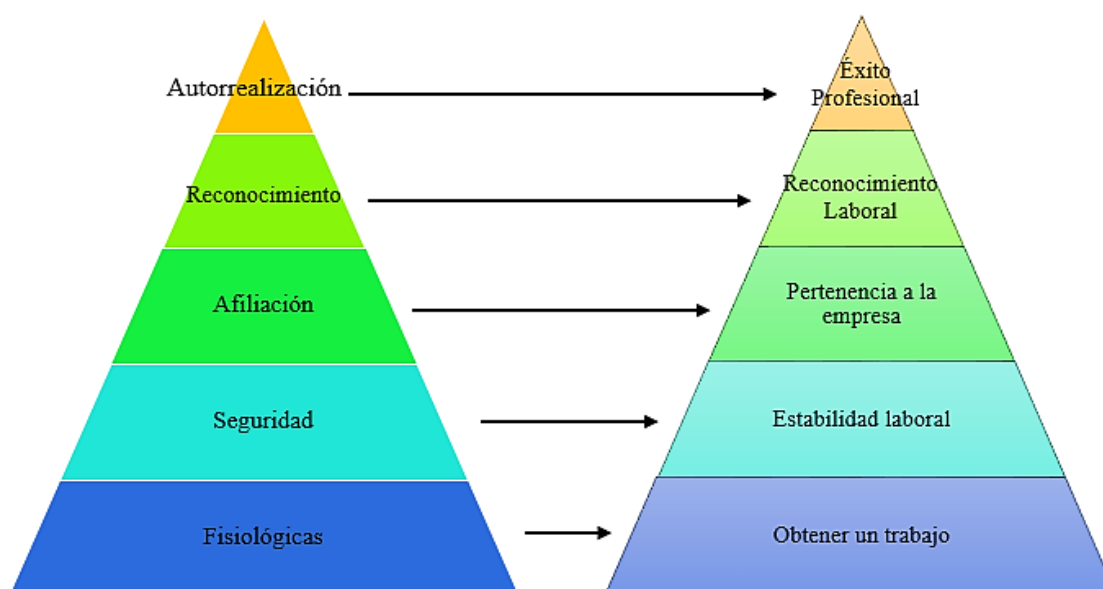 Autorrealización
Éxito
Profesional
Reconocimiento
Reconocimiento
Laboral
Afiliación
Pertenencia a la
empresa
Seguridad
Estabilidad laboral
Fisiológicas
Obtener un trabajo